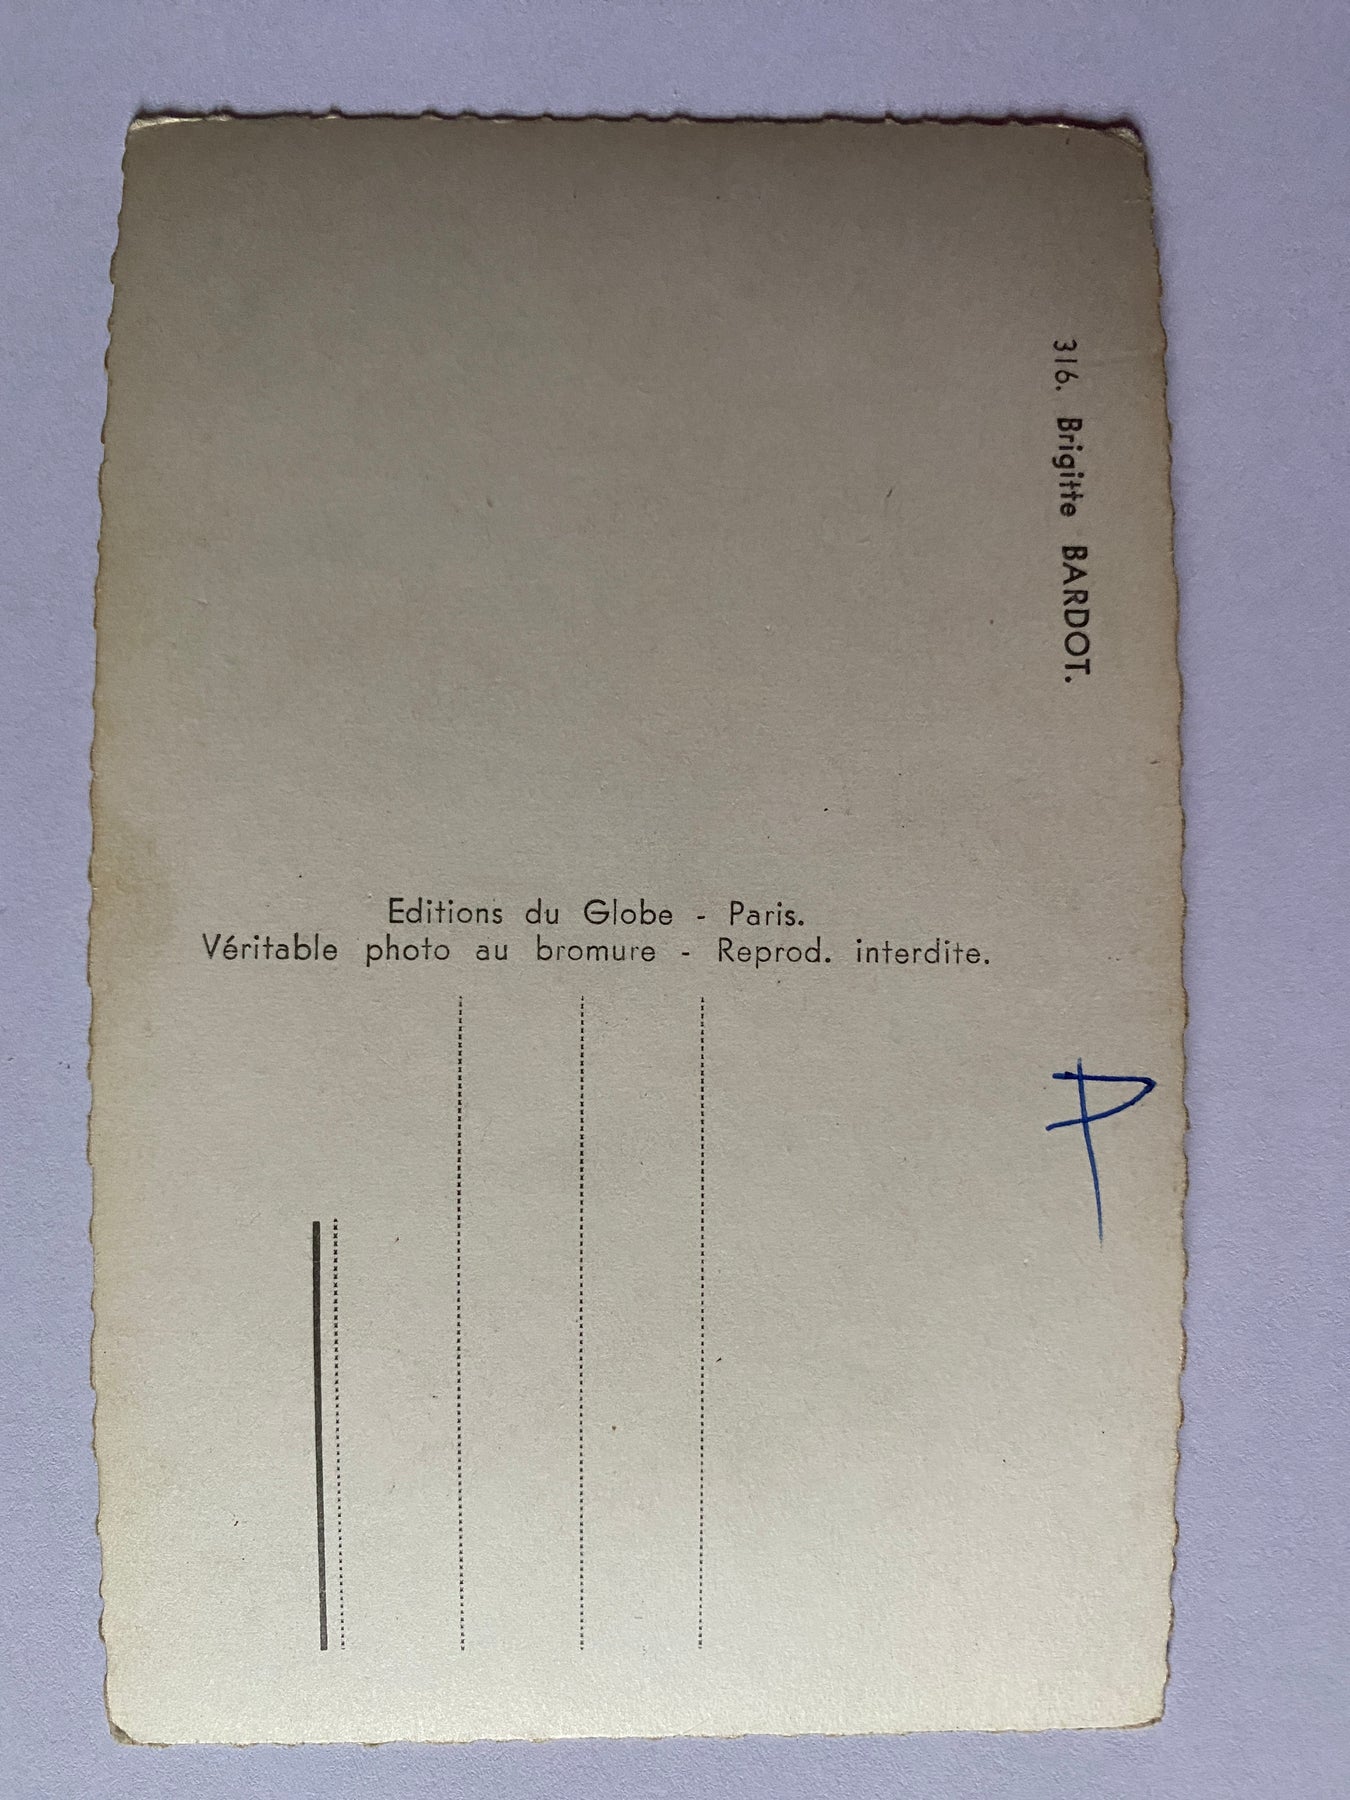 316. Brigitte BARDOT.
Editions du Globe - Paris.
Véritable photo au bromure - Reprod. interdite.
P